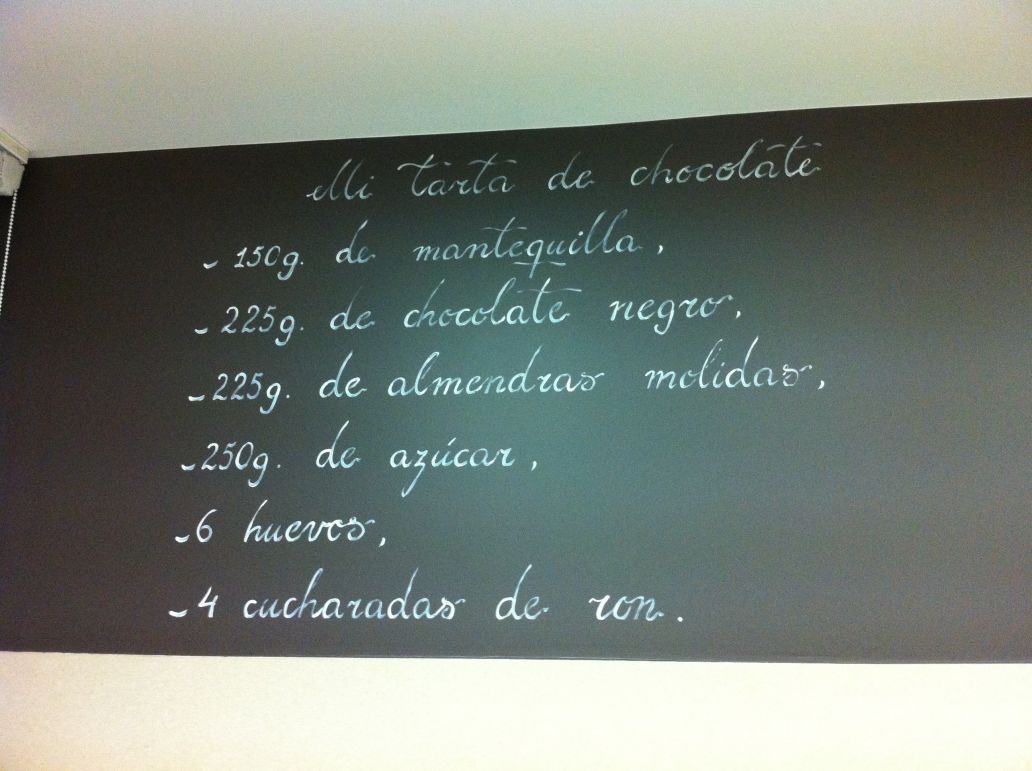 Mi tarta de chocolate
- 150g. de mantequilla,
- 225g. de chocolate negro,
- 225g. de almendras molidas,
- 250g. de azúcar,
- 6 huevos,
- 4 cucharadas de ron.